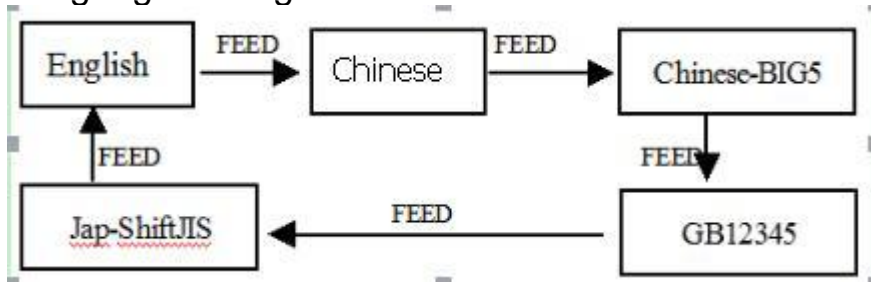 English
FEED
Chinese
FEED
Chinese-BIG5
FEED
FEED
Jap-ShiftJIS
FEED
GB12345